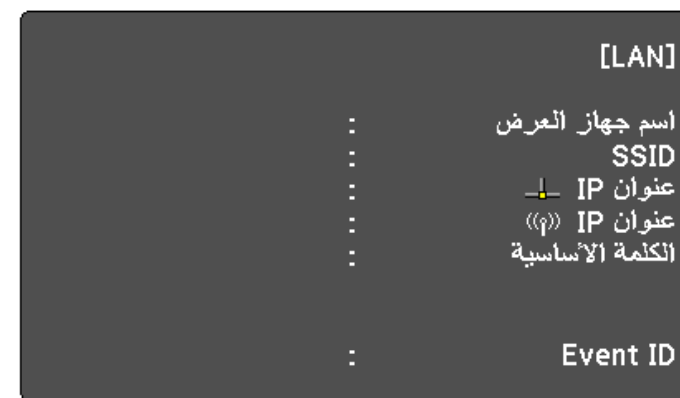 [LAN]
اسم جهاز العرض :
SSID :
عنوان IP :
عنوان IP :
الكلمة الأساسية :
Event ID :